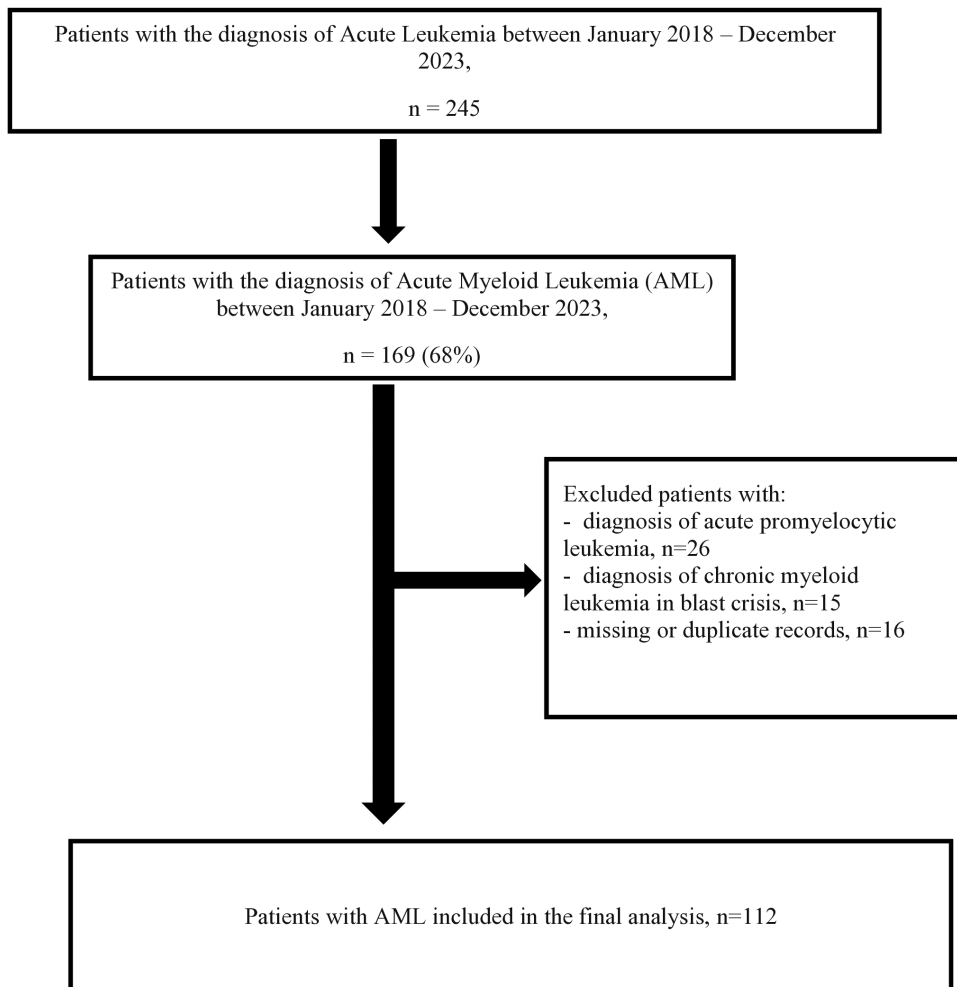 Patients with the diagnosis of Acute Leukemia between January 2018 – December
2023,
n = 245
Patients with the diagnosis of Acute Myeloid Leukemia (AML)
between January 2018 – December 2023,
n = 169 (68%)
Excluded patients with:
- diagnosis of acute promyelocytic
leukemia, n=26
- diagnosis of chronic myeloid
leukemia in blast crisis, n=15
- missing or duplicate records, n=16
Patients with AML included in the final analysis, n=112